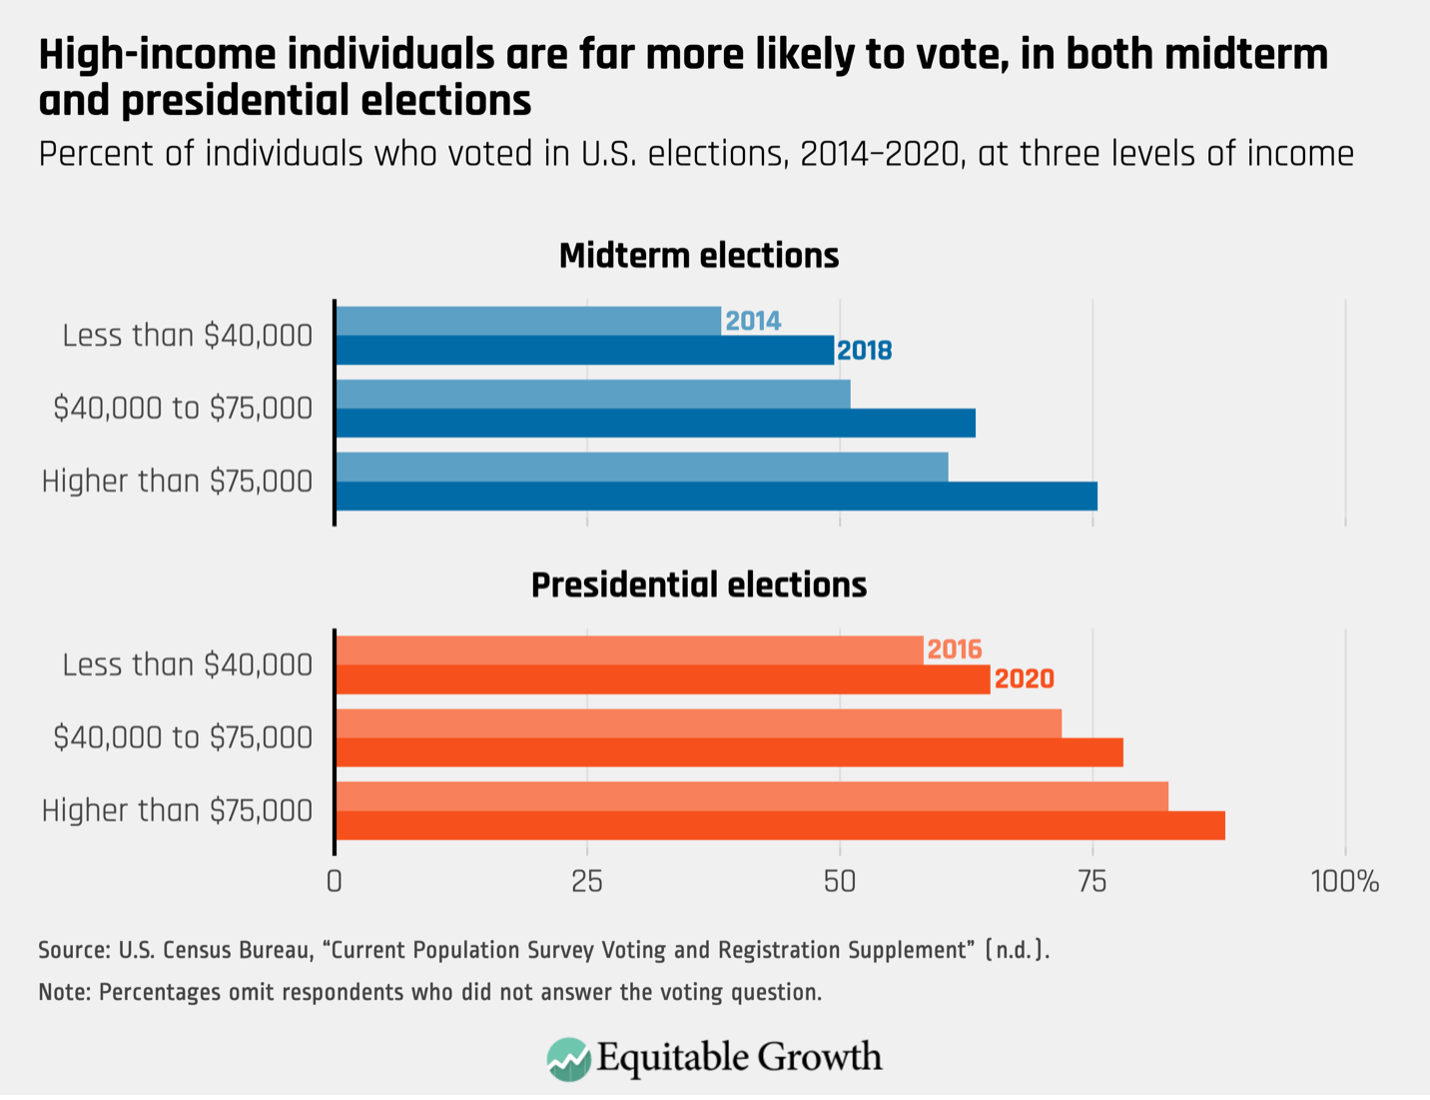 High-income individuals are far more likely to vote, in both midterm
and presidential elections
Percent of individuals who voted in U.S. elections, 2014–2020, at three levels of income
Midterm elections
Less than $40,000
2014
2018
$40,000 to $75,000
Higher than $75,000
Presidential elections
Less than $40,000
2016
2020
$40,000 to $75,000
Higher than $75,000
0 25 50 75 100%
Source: U.S. Census Bureau, “Current Population Survey Voting and Registration Supplement” (n.d.).
Note: Percentages omit respondents who did not answer the voting question.
Equitable Growth